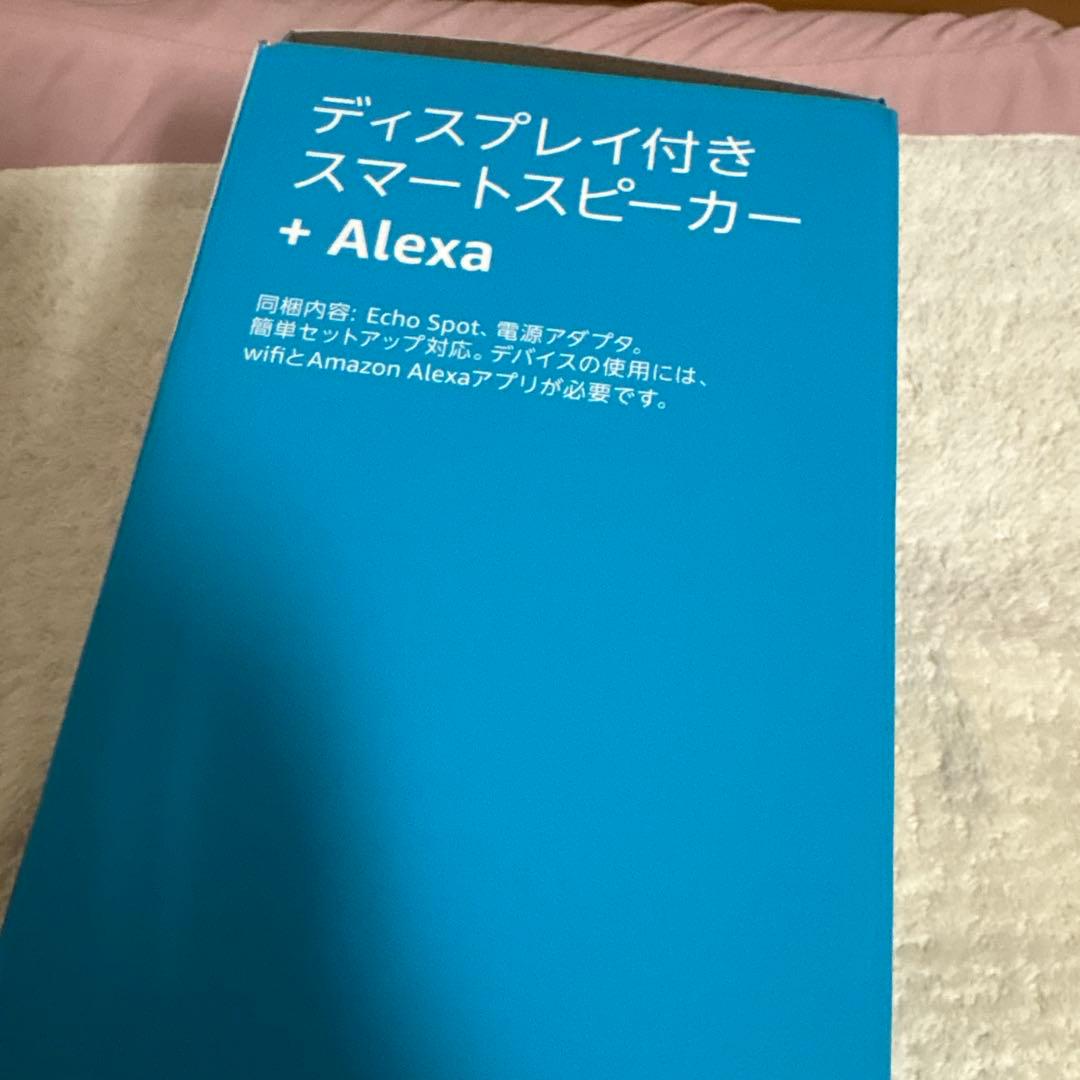 ディスプレイ付き
スマートスピーカー
+ Alexa
同梱内容: Echo Spot、電源アダプタ。
簡単セットアップ対応。デバイスの使用には、
wifiとAmazon Alexaアプリが必要です。